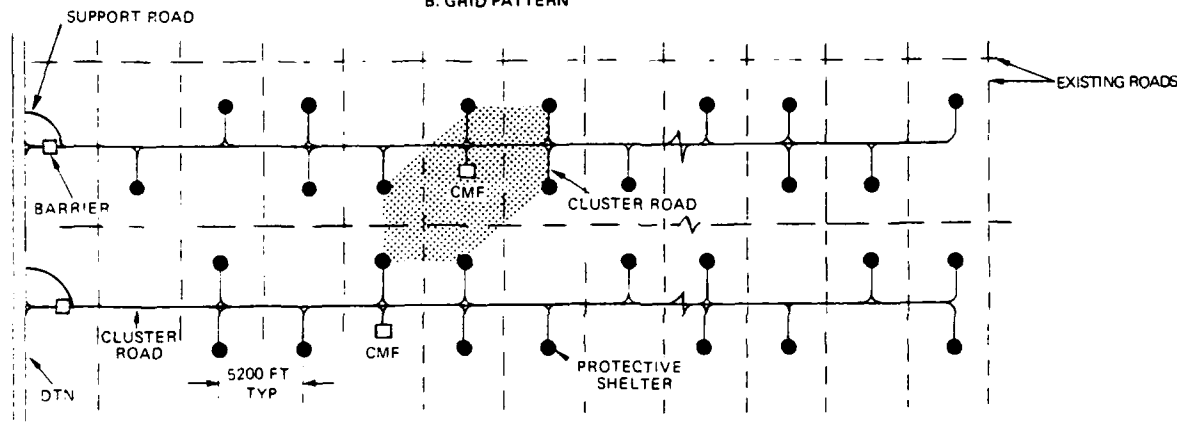 B. GRID PATTERN
SUPPORT ROAD
EXISTING ROADS
BARRIER
CMF
CLUSTER ROAD
CLUSTER
ROAD
CMF
PROTECTIVE
SHELTER
5200 FT
TYP
DTN